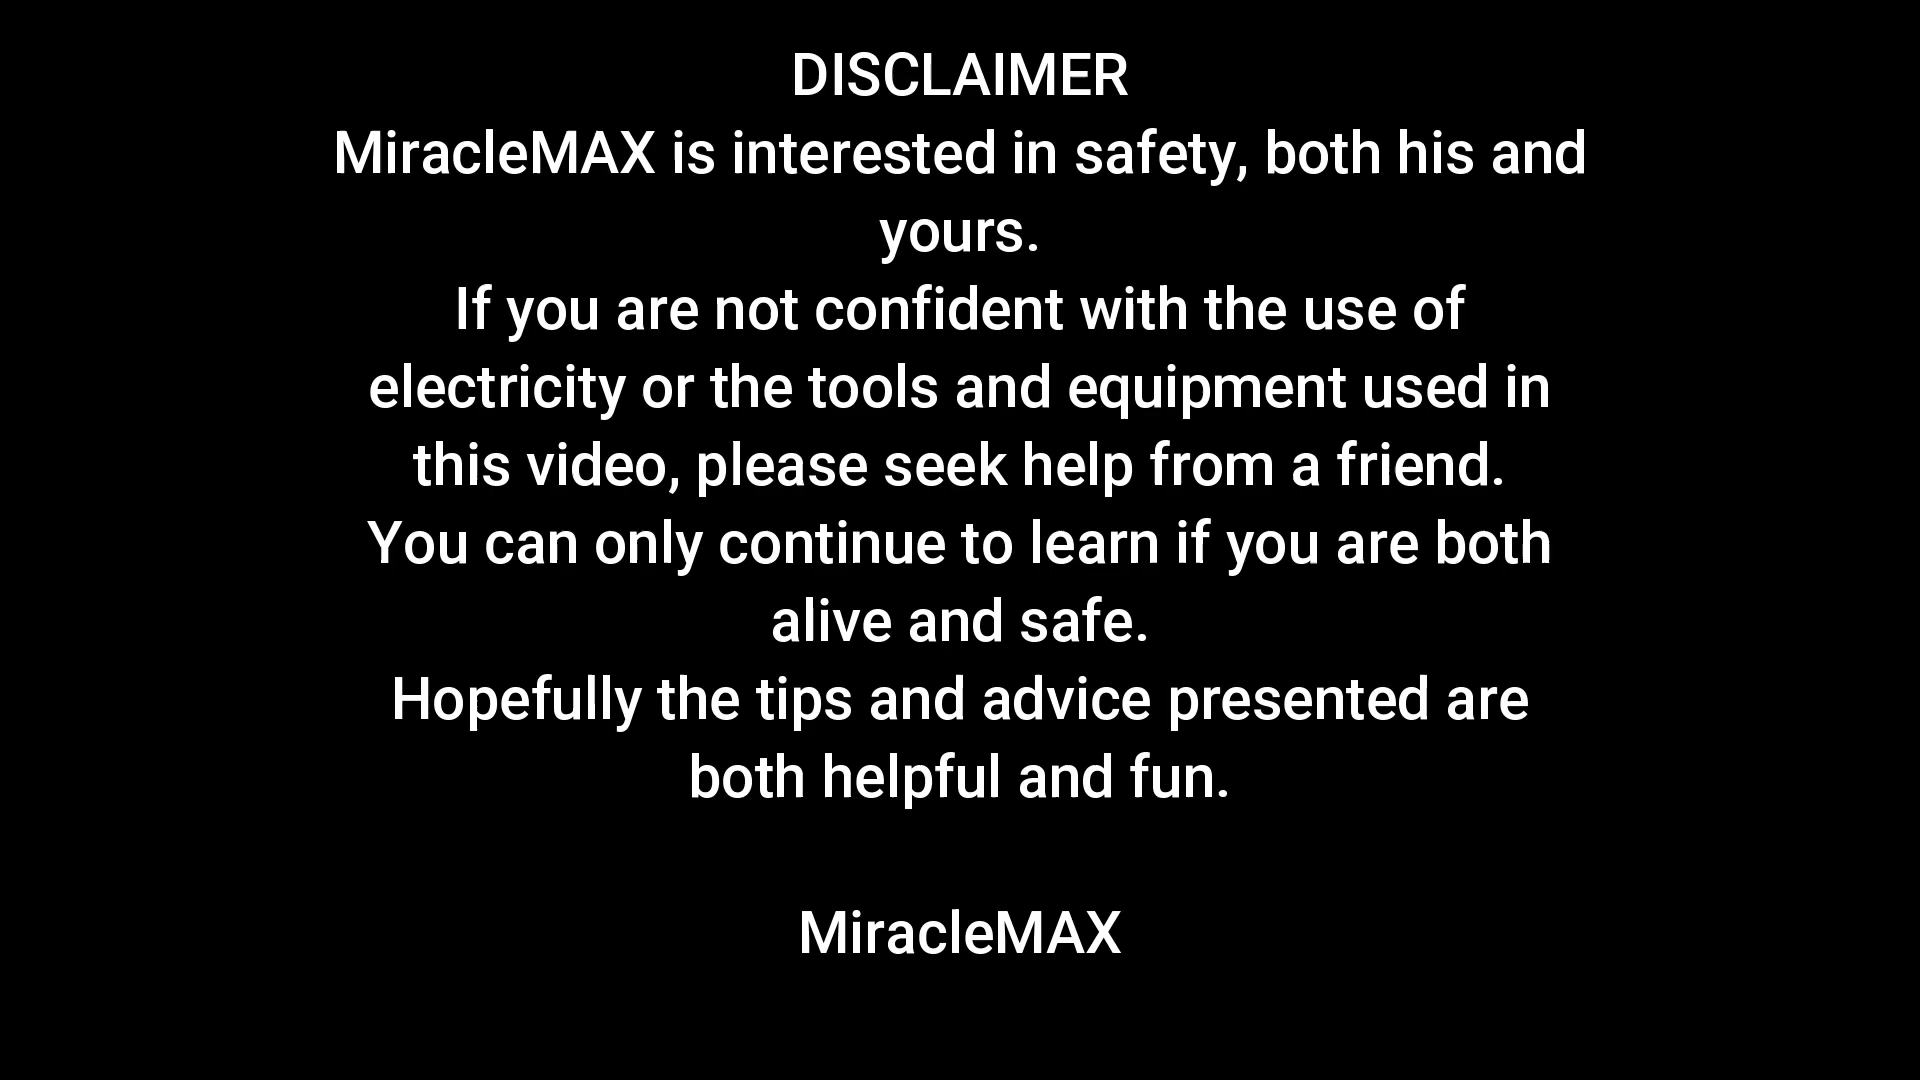 DISCLAIMER
MiracleMAX is interested in safety, both his and
yours.
If you are not confident with the use of
electricity or the tools and equipment used in
this video, please seek help from a friend.
You can only continue to learn if you are both
alive and safe.
Hopefully the tips and advice presented are
both helpful and fun.
MiracleMAX